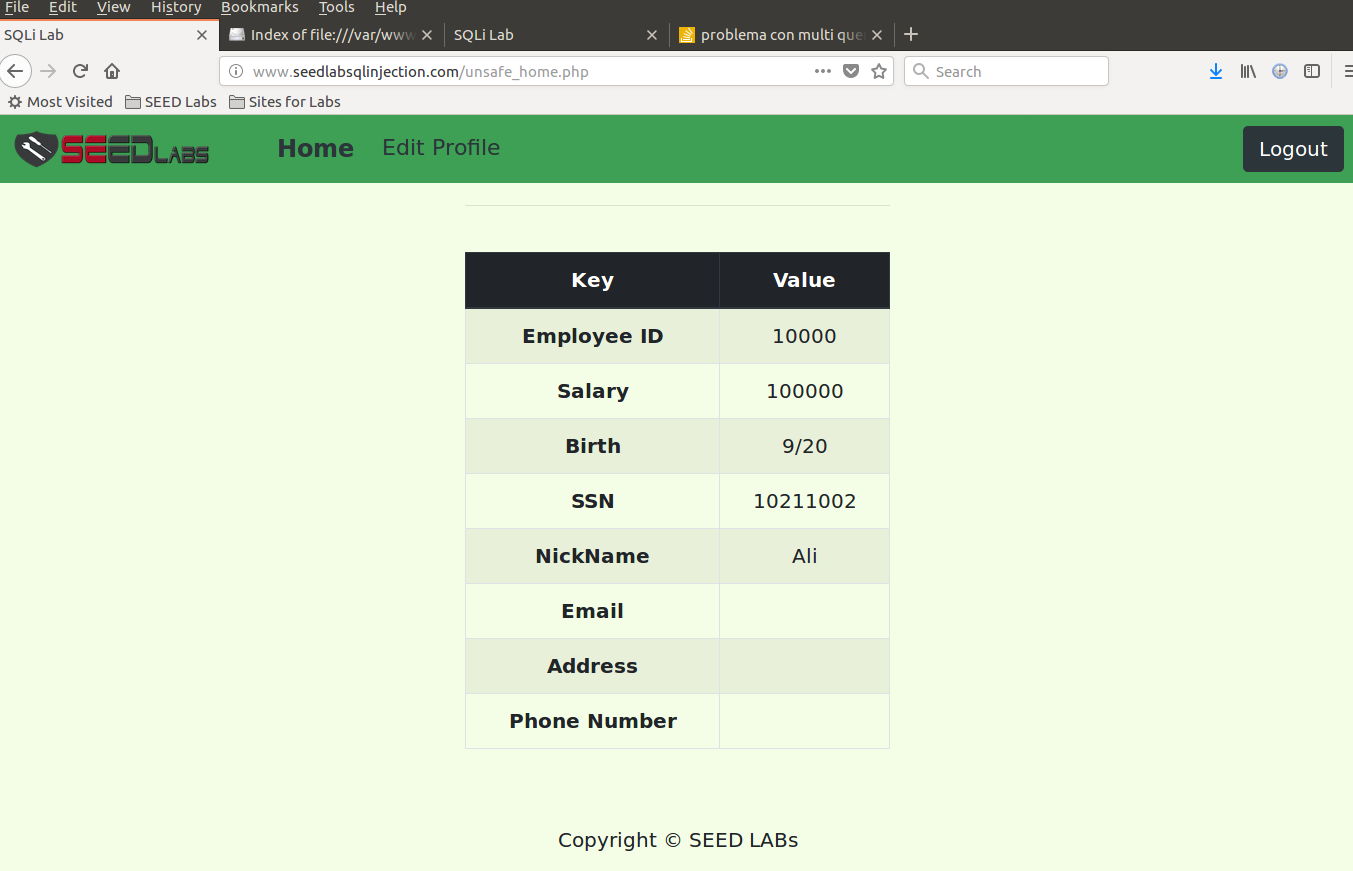 File Edit View History Bookmarks Tools Help
SQLi Lab Index of file:///var/www SQLi Lab problema con multi que
www.seedlabsqlinjection.com/unsafe_home.php Search
Most Visited SEED Labs Sites for Labs
SEEDLABS Home Edit Profile Logout
Key Value
Employee ID 10000
Salary 100000
Birth 9/20
SSN 10211002
NickName Ali
Email
Address
Phone Number
Copyright © SEED LABs